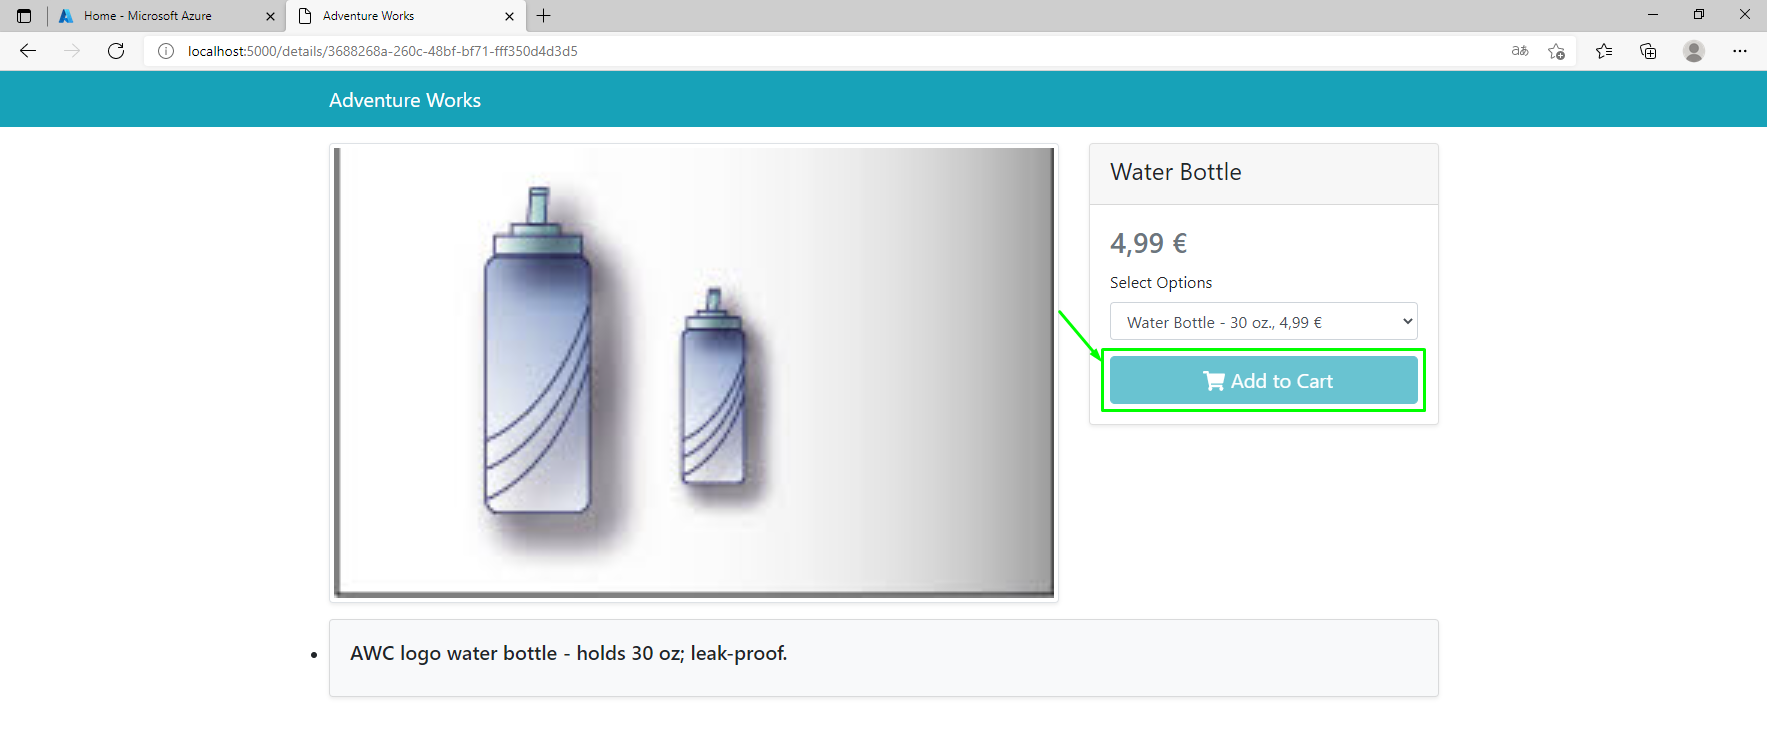 Home - Microsoft Azure
Adventure Works
localhost:5000/details/3688268a-260c-48bf-bf71-fff350d4d3d5
aあ
Adventure Works
Water Bottle
4,99 €
Select Options
Water Bottle - 30 oz., 4,99 €
Add to Cart
AWC logo water bottle - holds 30 oz; leak-proof.